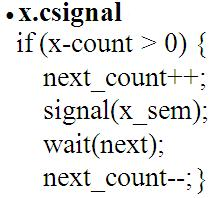 • x.csignal
if (x-count > 0) {
next_count++;
signal(x_sem);
wait(next);
next_count--;}